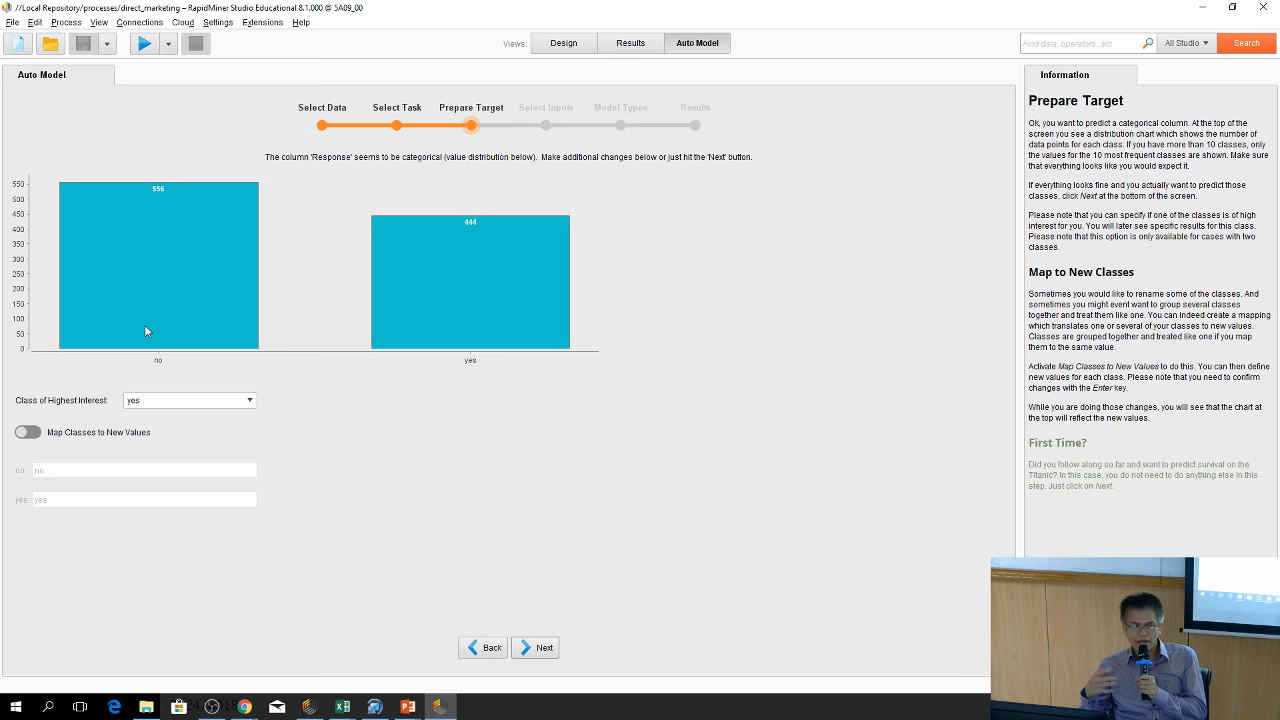 //Local Repository/processes/direct_marketing – RapidMiner Studio Educational 8.1.000 @ 5A09_00
File Edit Process View Connections Cloud Settings Extensions Help
Views: Design Results Auto Model
Find data, operators...etc All Studio Search
Auto Model
Select Data Select Task Prepare Target Select Inputs Model Types Results
The column 'Response' seems to be categorical (value distribution below). Make additional changes below or just hit the 'Next' button.
550
500
450
400
350
300
250
200
150
100
50
0
556
444
no yes
Class of Highest Interest: yes
Map Classes to New Values
no: no
yes: yes
Back Next
Information
Prepare Target
Ok, you want to predict a categorical column. At the top of the
screen you see a distribution chart which shows the number of
data points for each class. If you have more than 10 classes, only
the values for the 10 most frequent classes are shown. Make sure
that everything looks like you would expect it.
If everything looks fine and you actually want to predict those
classes, click Next at the bottom of the screen.
Please note that you can specify if one of the classes is of high
interest for you. You will later see specific results for this class.
Please note that this option is only available for cases with two
classes.
Map to New Classes
Sometimes you would like to rename some of the classes. And
sometimes you might event want to group several classes
together and treat them like one. You can indeed create a mapping
which translates one or several of your classes to new values.
Classes are grouped together and treated like one if you map
them to the same value.
Activate Map Classes to New Values to do this. You can then define
new values for each class. Please note that you need to confirm
changes with the Enter key.
While you are doing those changes, you will see that the chart
at the top will reflect the new values.
First Time?
Did you follow along so far and want to predict survival on the
Titanic? In this case, you do not need to do anything else in this
step. Just click on Next.